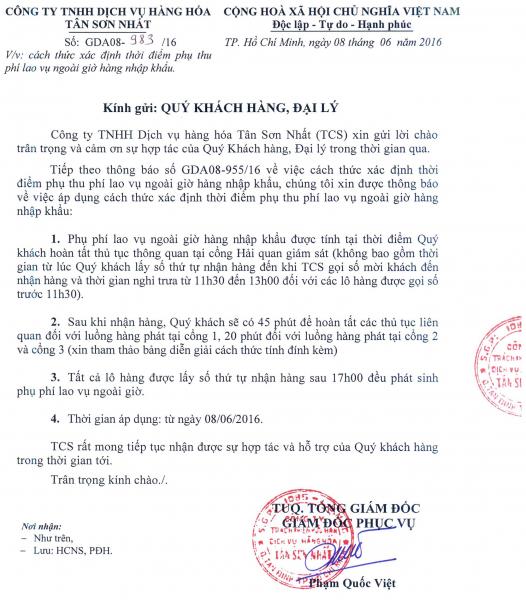 CÔNG TY TNHH DỊCH VỤ HÀNG HÓA
TÂN SƠN NHẤT
Số: GDA08-983 /16
V/v: cách thức xác định thời điểm phụ thu
phí lao vụ ngoài giờ hàng nhập khẩu.
CỘNG HOÀ XÃ HỘI CHỦ NGHĨA VIỆT NAM
Độc lập - Tự do - Hạnh phúc
TP. Hồ Chí Minh, ngày 08 tháng 06 năm 2016
Kính gửi: QUÝ KHÁCH HÀNG, ĐẠI LÝ
Công ty TNHH Dịch vụ hàng hóa Tân Sơn Nhất (TCS) xin gửi lời chào
trân trọng và cảm ơn sự hợp tác của Quý Khách hàng, Đại lý trong thời gian qua.
Tiếp theo thông báo số GDA08-955/16 về việc cách thức xác định thời
điểm phụ thu phí lao vụ ngoài giờ hàng nhập khẩu, chúng tôi xin được thông báo
về việc áp dụng cách thức xác định thời điểm phụ thu phí lao vụ ngoài giờ hàng
nhập khẩu:
1. Phụ phí lao vụ ngoài giờ hàng nhập khẩu được tính tại thời điểm Quý
khách hoàn tất thủ tục thông quan tại cổng Hải quan giám sát (không bao gồm thời
gian từ lúc Quý khách lấy số thứ tự nhận hàng đến khi TCS gọi số mời khách đến
nhận hàng và thời gian nghỉ trưa từ 11h30 đến 13h00 đối với các lô hàng được gọi số
trước 11h30).
2. Sau khi nhận hàng, Quý khách sẽ có 45 phút để hoàn tất các thủ tục liên
quan đối với luồng hàng phát tại cổng 1, 20 phút đối với luồng hàng phát tại cổng 2
và cổng 3 (xin tham thảo bảng diễn giải cách thức tính đính kèm)
3. Tất cả lô hàng được lấy số thứ tự nhận hàng sau 17h00 đều phát sinh
phụ phí lao vụ ngoài giờ.
4. Thời gian áp dụng: từ ngày 08/06/2016.
TCS rất mong tiếp tục nhận được sự hợp tác và hỗ trợ của Quý khách hàng
trong thời gian tới.
Trân trọng kính chào./.
TUQ. TỔNG GIÁM ĐỐC
GIÁM ĐỐC PHỤC VỤ
Nơi nhận:
– Như trên,
– Lưu: HCNS, PĐH.
DỊCH VỤ HÀNG HÓA
TÂN SƠN NHẤT
Phạm Quốc Việt